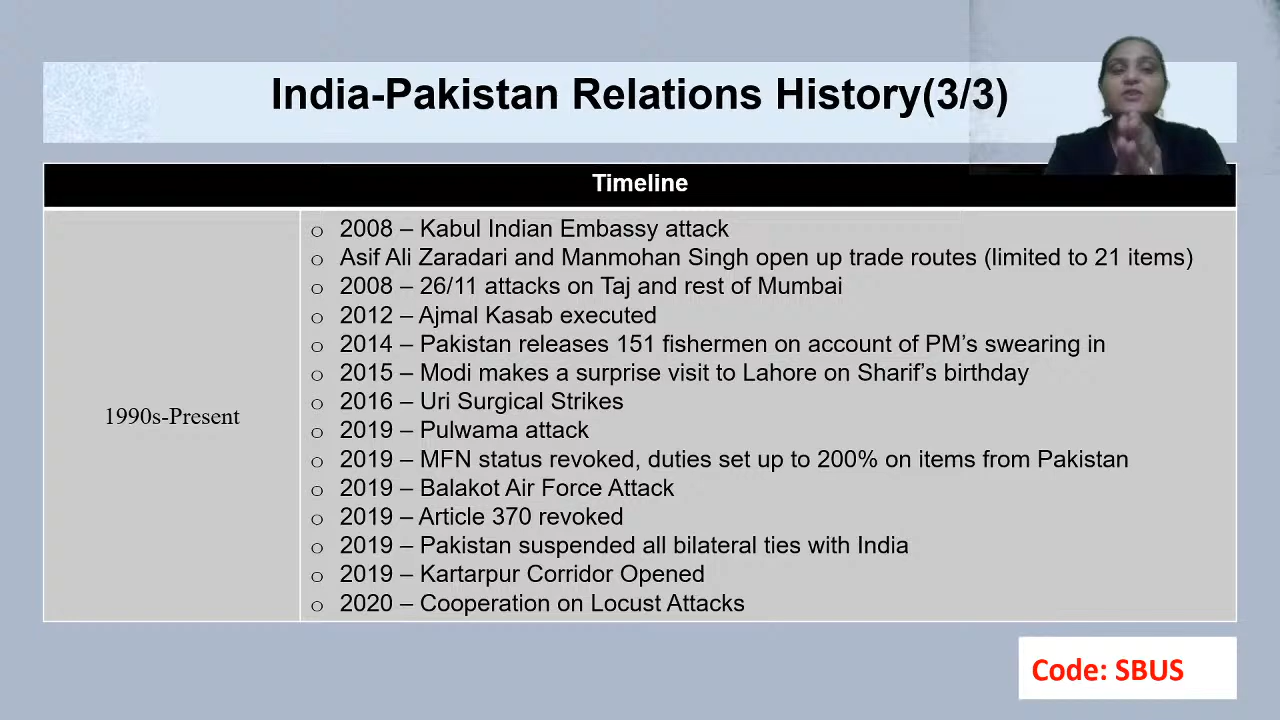 India-Pakistan Relations History(3/3)
Timeline
1990s-Present
o 2008 – Kabul Indian Embassy attack
o Asif Ali Zaradari and Manmohan Singh open up trade routes (limited to 21 items)
o 2008 – 26/11 attacks on Taj and rest of Mumbai
o 2012 – Ajmal Kasab executed
o 2014 – Pakistan releases 151 fishermen on account of PM’s swearing in
o 2015 – Modi makes a surprise visit to Lahore on Sharif’s birthday
o 2016 – Uri Surgical Strikes
o 2019 – Pulwama attack
o 2019 – MFN status revoked, duties set up to 200% on items from Pakistan
o 2019 – Balakot Air Force Attack
o 2019 – Article 370 revoked
o 2019 – Pakistan suspended all bilateral ties with India
o 2019 – Kartarpur Corridor Opened
o 2020 – Cooperation on Locust Attacks
Code: SBUS